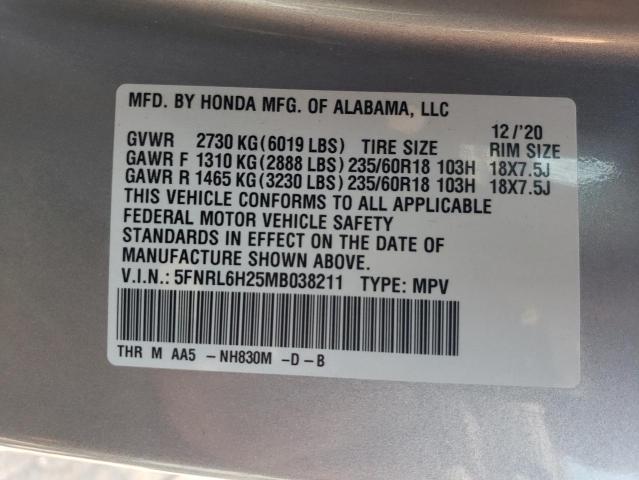 MFD. BY HONDA MFG. OF ALABAMA, LLC
12/'20
GVWR 2730 KG(6019 LBS) TIRE SIZE RIM SIZE
GAWR F 1310 KG(2888 LBS)235/60R18 103H 18X7.5J
GAWR R 1465 KG(3230 LBS)235/60R18 103H 18X7.5J
THIS VEHICLE CONFORMS TO ALL APPLICABLE
FEDERAL MOTOR VEHICLE SAFETY
STANDARDS IN EFFECT ON THE DATE OF
MANUFACTURE SHOWN ABOVE.
V.I.N.: 5FNRL6H25MB038211 TYPE: MPV
THR M AA5 -NH830M -D-B